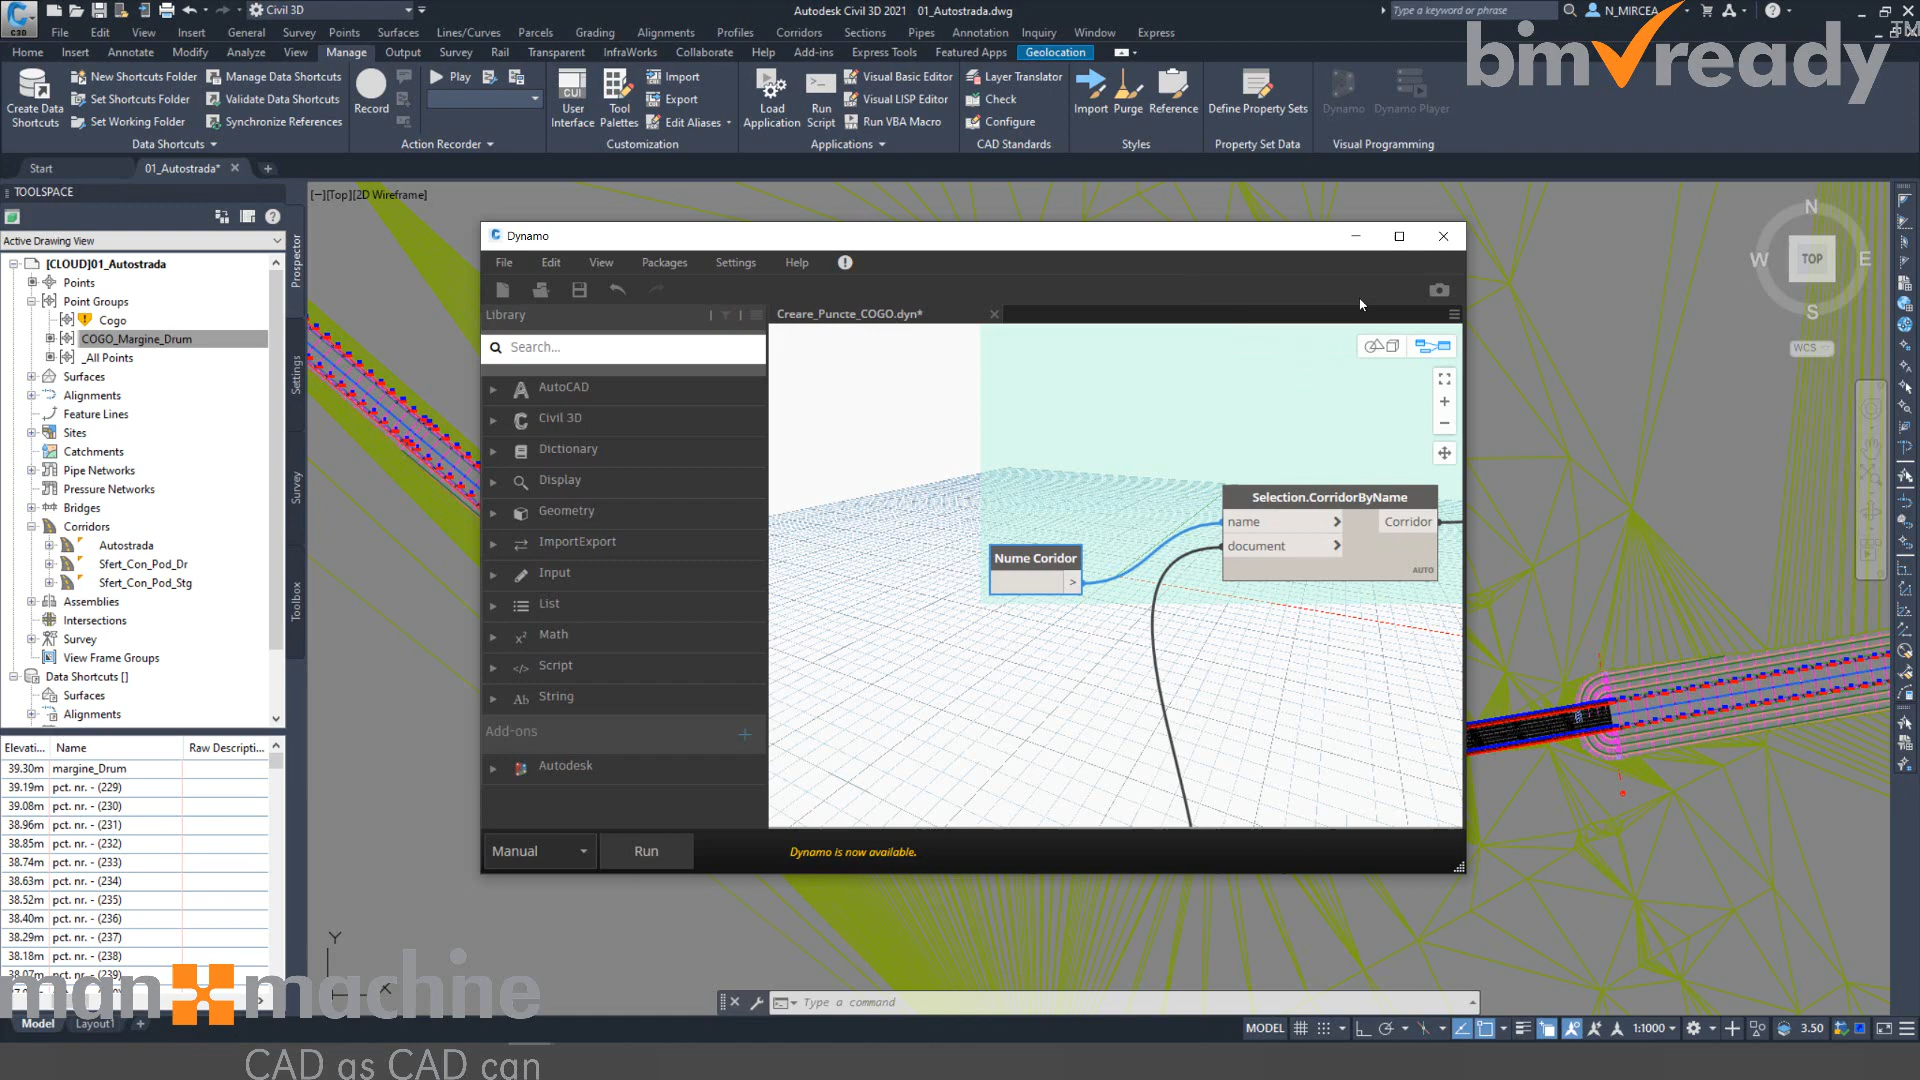 Civil 3D
Autodesk Civil 3D 2021 01_Autostrada.dwg
Type a keyword or phrase
N_MIRCEA
C3D
File Edit View Insert General Survey Points Surfaces Lines/Curves Parcels Grading Alignments Profiles Corridors Sections Pipes Annotation Inquiry Window Express
Home Insert Annotate Modify Analyze View Manage Output Survey Rail Transparent InfraWorks Collaborate Help Add-ins Express Tools Featured Apps Geolocation
bim ready
TM
Create Data Shortcuts
New Shortcuts Folder
Set Shortcuts Folder
Set Working Folder
Manage Data Shortcuts
Validate Data Shortcuts
Synchronize References
Record
Play
CUI
User Interface
Tool Palettes
Import
Export
Edit Aliases
Load Application
Run Script
Visual Basic Editor
Visual LISP Editor
Run VBA Macro
Layer Translator
Check
Configure
Import
Purge
Reference
Define Property Sets
Dynamo
Dynamo Player
Data Shortcuts
Action Recorder
Customization
Applications
CAD Standards
Styles
Property Set Data
Visual Programming
Start
01_Autostrada*
TOOLSPACE
[−][Top][2D Wireframe]
Active Drawing View
[CLOUD]01_Autostrada
Points
Point Groups
Cogo
COGO_Margine_Drum
_All Points
Surfaces
Alignments
Feature Lines
Sites
Catchments
Pipe Networks
Pressure Networks
Bridges
Corridors
Autostrada
Sfert_Con_Pod_Dr
Sfert_Con_Pod_Stg
Assemblies
Intersections
Survey
View Frame Groups
Data Shortcuts []
Surfaces
Alignments
Prospector
Settings
Survey
Toolbox
Elevati... Name Raw Descripti...
39.30m margine_Drum
39.19m pct. nr. - (229)
39.08m pct. nr. - (230)
38.96m pct. nr. - (231)
38.85m pct. nr. - (232)
38.74m pct. nr. - (233)
38.63m pct. nr. - (234)
38.52m pct. nr. - (235)
38.40m pct. nr. - (236)
38.29m pct. nr. - (237)
38.18m pct. nr. - (238)
38.07m pct. nr. - (239)
Dynamo
File Edit View Packages Settings Help
Library
Creare_Puncte_COGO.dyn*
Search...
AutoCAD
Civil 3D
Dictionary
Display
Geometry
ImportExport
Input
List
Math
Script
String
Add-ons
Autodesk
Nume Coridor
>
Selection.CorridorByName
name
Corridor
document
AUTO
Manual
Run
Dynamo is now available.
N
W TOP E
S
WCS
Y
X
Type a command
man machine
CAD as CAD can
Model Layout1 +
MODEL
1:1000
3.50